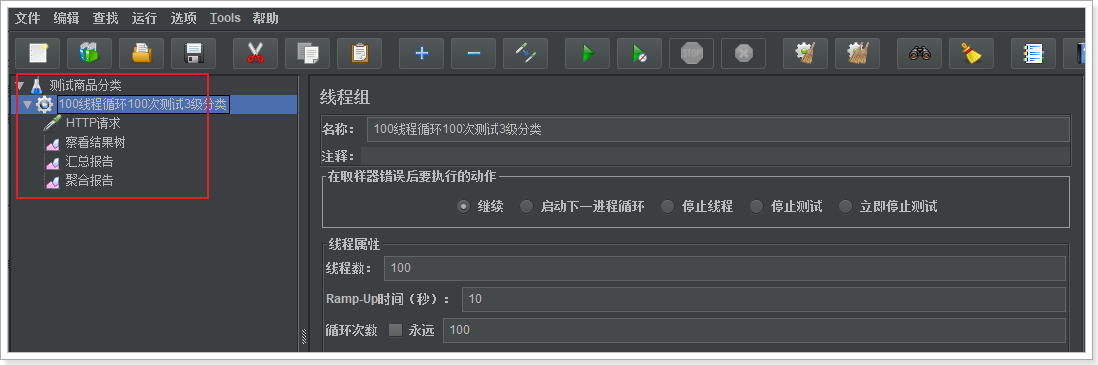 文件 编辑 查找 运行 选项 Tools 帮助
STOP
测试商品分类
100线程循环100次测试3级分类
HTTP请求
察看结果树
汇总报告
聚合报告
线程组
名称： 100线程循环100次测试3级分类
注释：
在取样器错误后要执行的动作
继续 启动下一进程循环 停止线程 停止测试 立即停止测试
线程属性
线程数： 100
Ramp-Up时间（秒）： 10
循环次数 永远 100